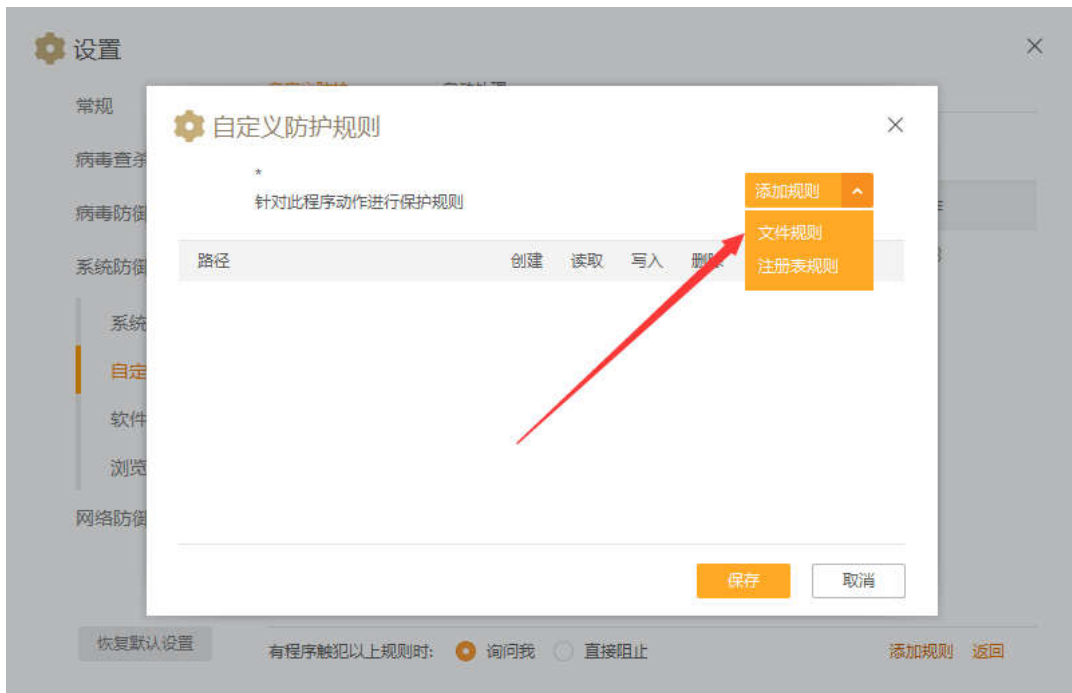 设置
常规
自定义防护规则
病毒查杀
*
针对此程序动作进行保护规则
添加规则
病毒防御
文件规则
系统防御
路径 创建 读取 写入 删除
注册表规则
系统
自定
软件
浏览
网络防御
保存 取消
恢复默认设置
有程序触犯以上规则时: 询问我 直接阻止
添加规则 返回